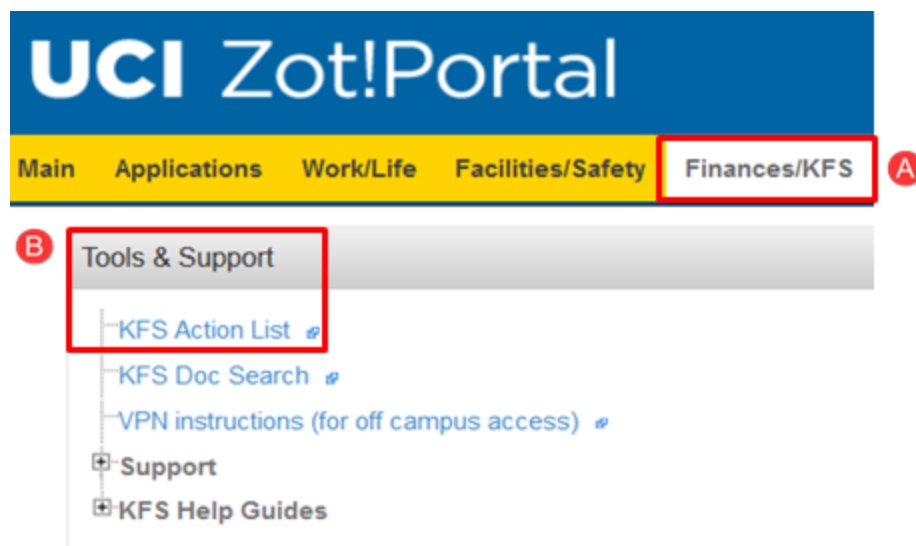 UCI Zot!Portal
Main Applications Work/Life Facilities/Safety Finances/KFS A
B Tools & Support
KFS Action List
KFS Doc Search
VPN instructions (for off campus access)
Support
KFS Help Guides